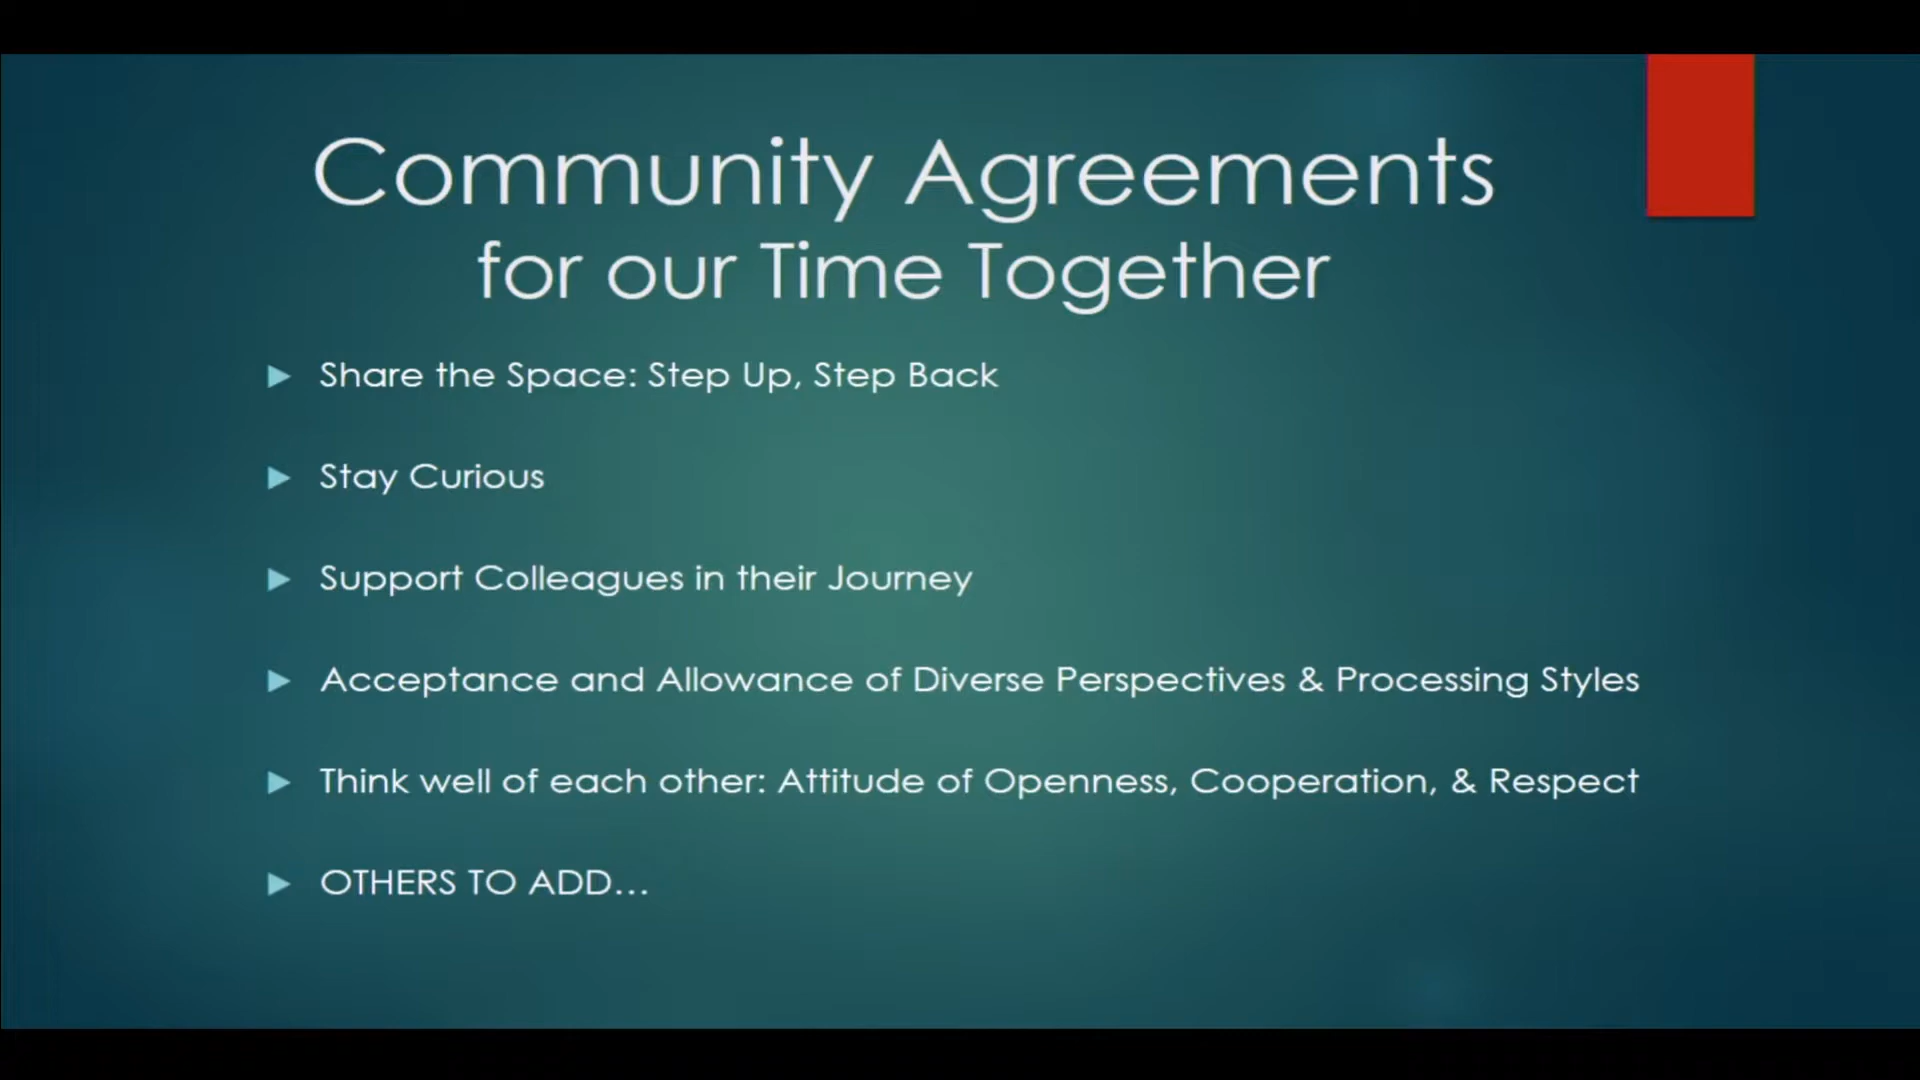 Community Agreements
for our Time Together
Share the Space: Step Up, Step Back
Stay Curious
Support Colleagues in their Journey
Acceptance and Allowance of Diverse Perspectives & Processing Styles
Think well of each other: Attitude of Openness, Cooperation, & Respect
OTHERS TO ADD...